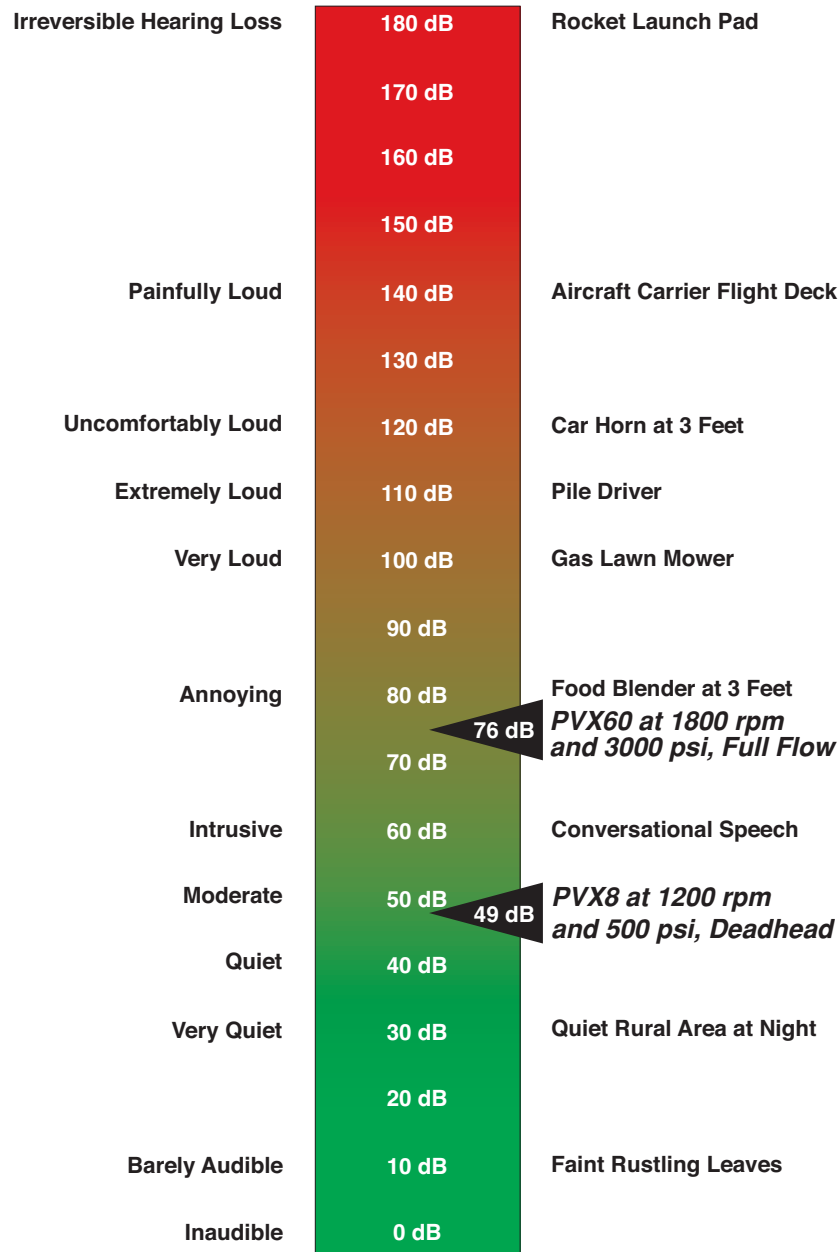 Irreversible Hearing Loss 180 dB Rocket Launch Pad
170 dB
160 dB
150 dB
Painfully Loud 140 dB Aircraft Carrier Flight Deck
130 dB
Uncomfortably Loud 120 dB Car Horn at 3 Feet
Extremely Loud 110 dB Pile Driver
Very Loud 100 dB Gas Lawn Mower
90 dB
Annoying 80 dB Food Blender at 3 Feet
76 dB PVX60 at 1800 rpm
and 3000 psi, Full Flow
70 dB
Intrusive 60 dB Conversational Speech
Moderate 50 dB PVX8 at 1200 rpm
49 dB and 500 psi, Deadhead
Quiet 40 dB
Very Quiet 30 dB Quiet Rural Area at Night
20 dB
Barely Audible 10 dB Faint Rustling Leaves
Inaudible 0 dB